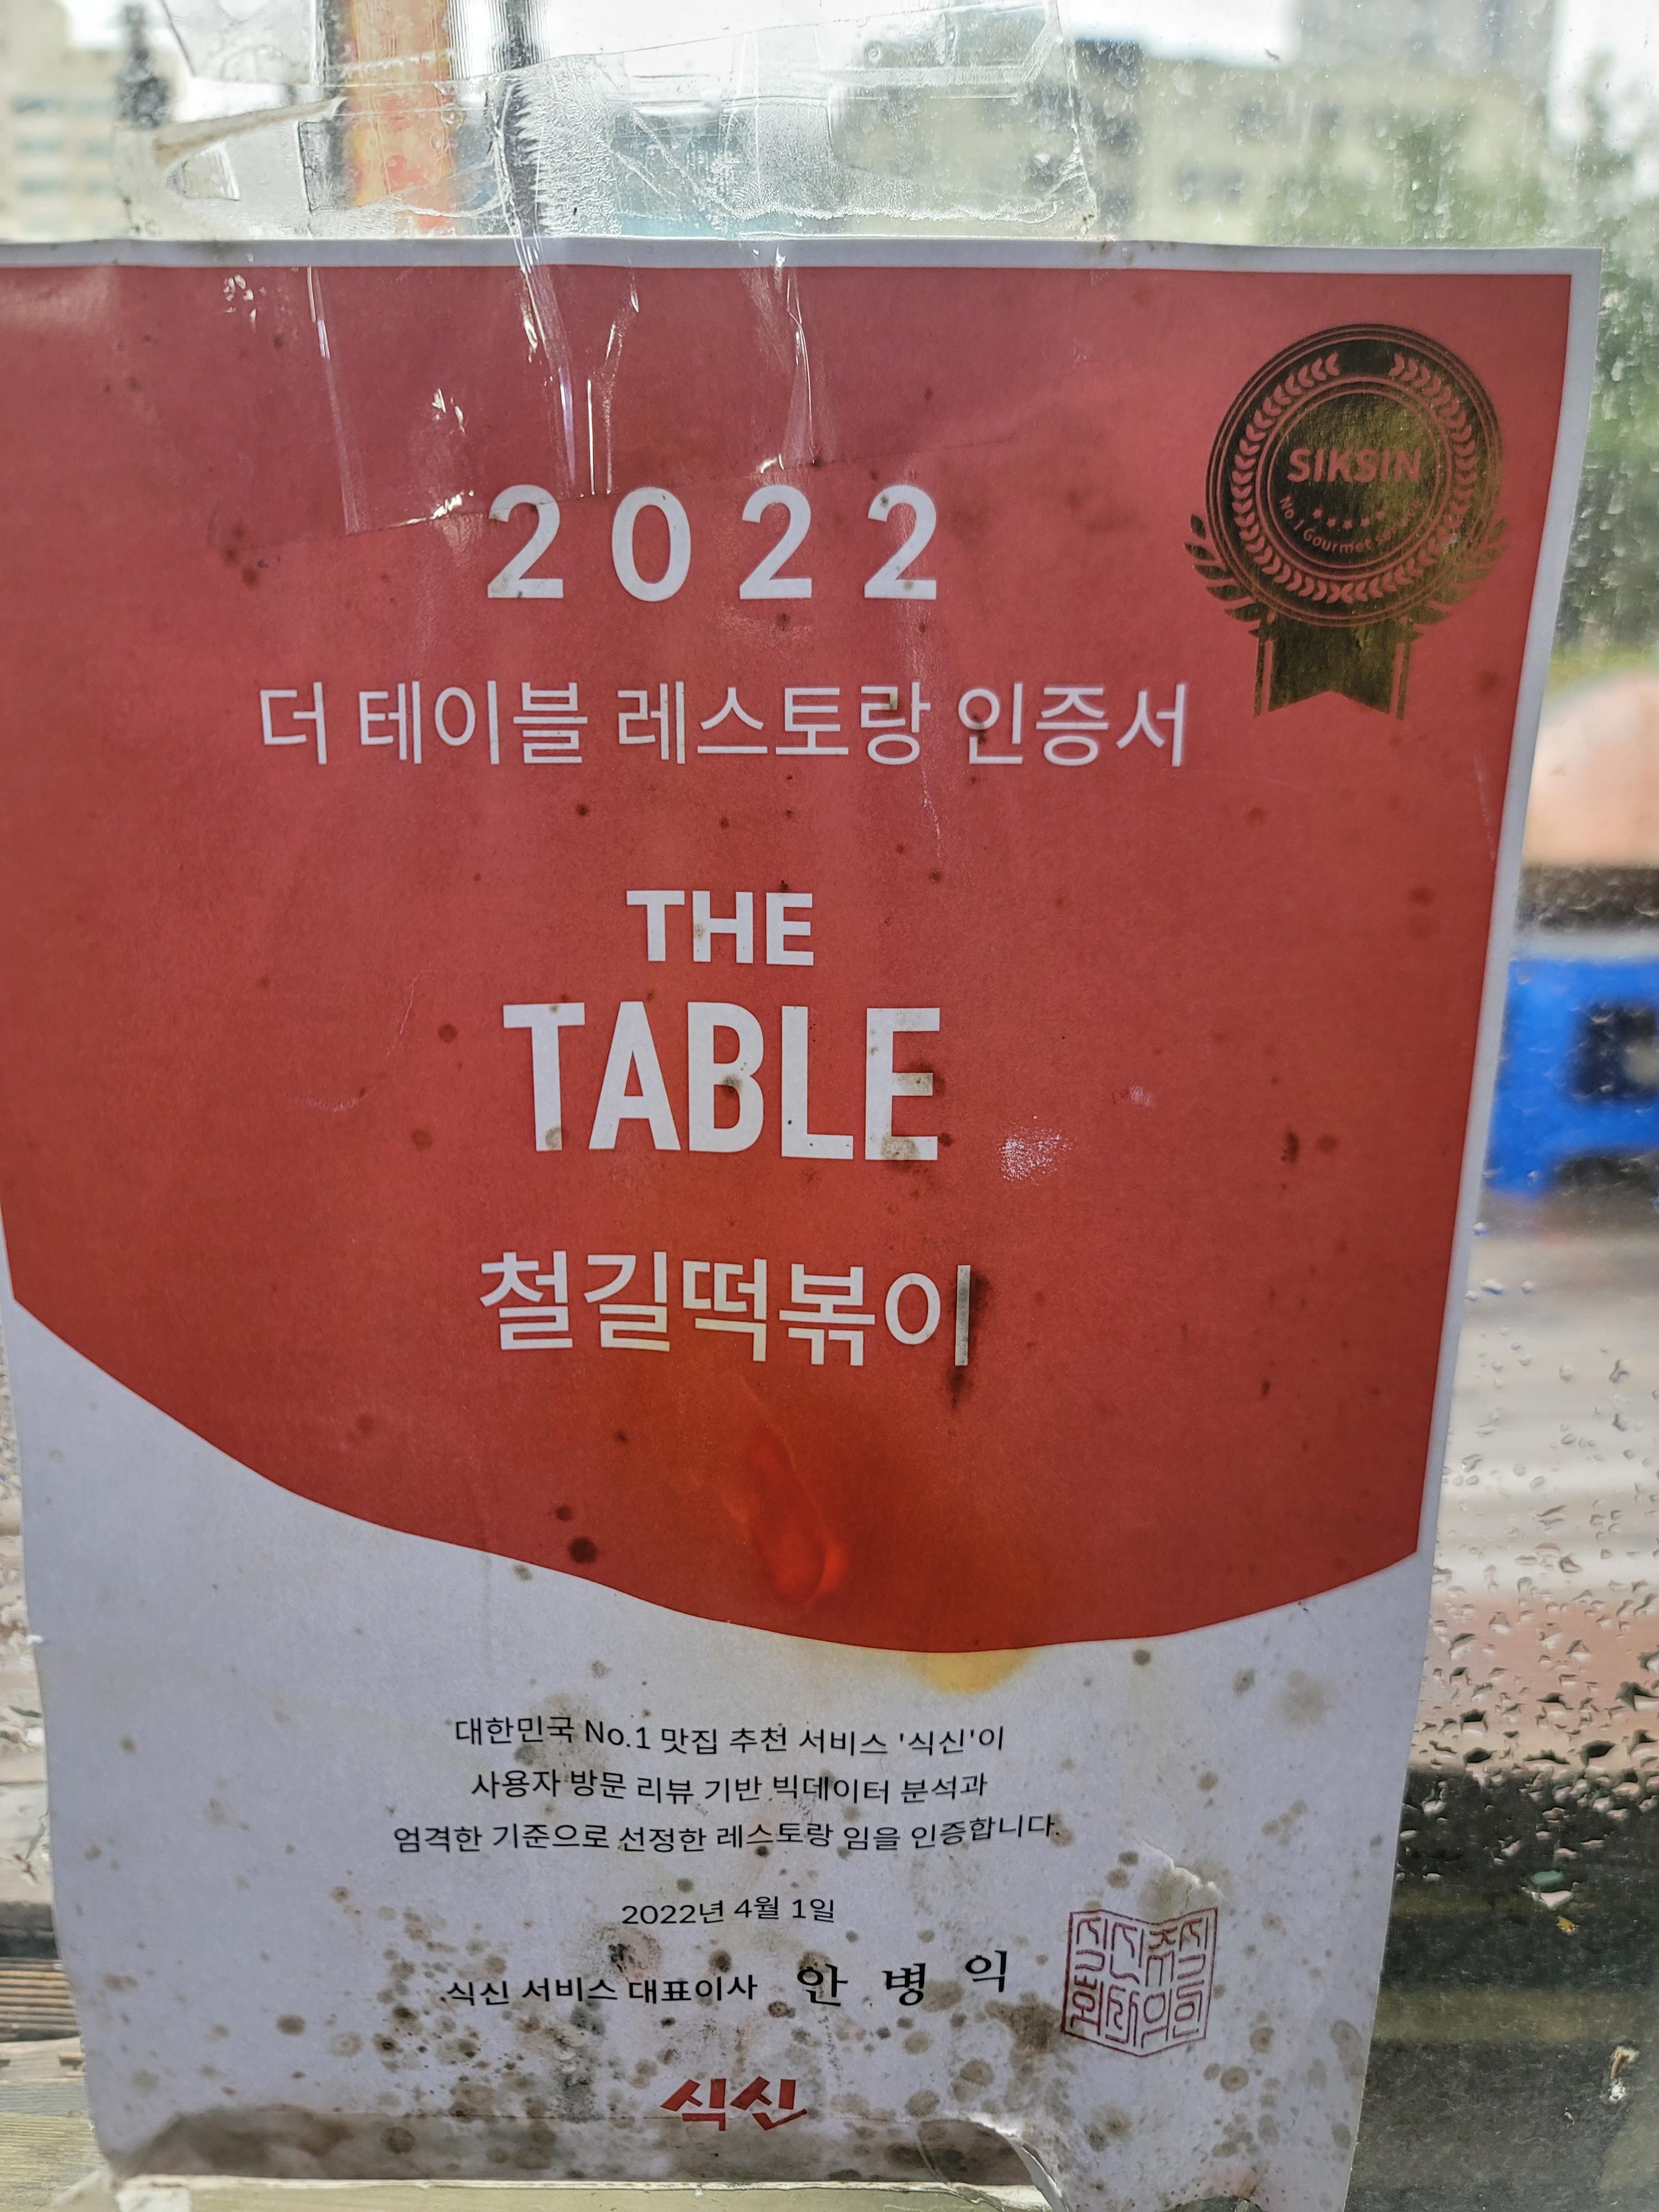 SIKSIN
No.1 Gourmet
2022
더 테이블 레스토랑 인증서
THE
TABLE
철길떡볶이
대한민국 No.1 맛집 추천 서비스 '식신'이
사용자 방문 리뷰 기반 빅데이터 분석과
엄격한 기준으로 선정한 레스토랑 임을 인증합니다.
2022년 4월 1일
식신 서비스 대표이사 안 병 익
식신